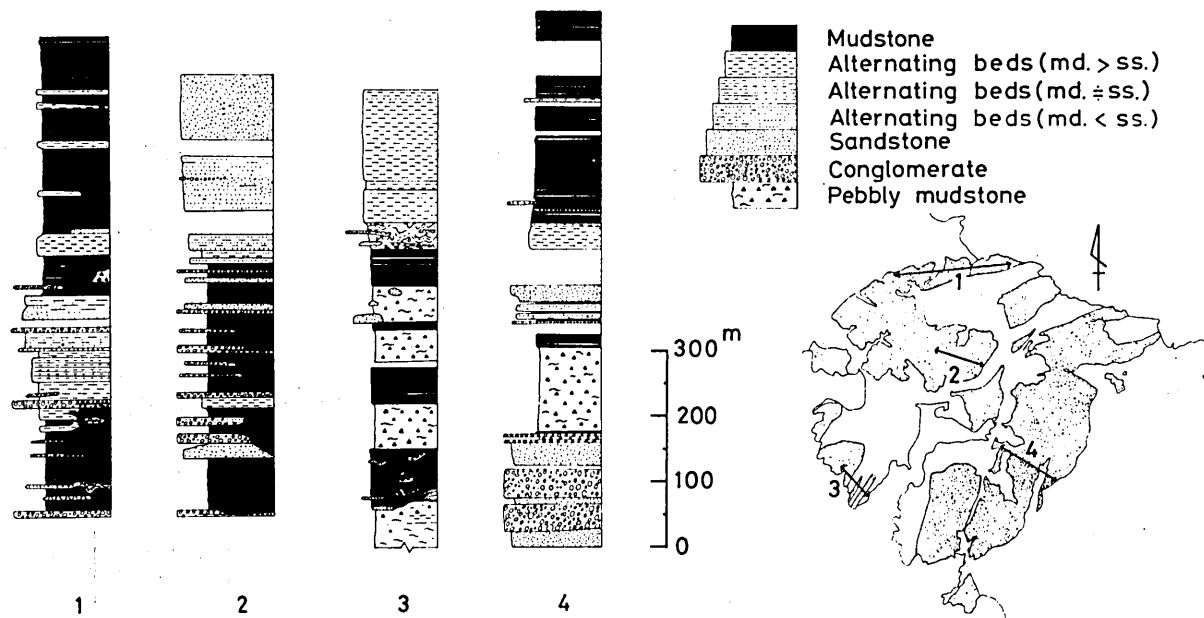 Mudstone
Alternating beds (md. > ss.)
Alternating beds (md. ≑ ss.)
Alternating beds (md. < ss.)
Sandstone
Conglomerate
Pebbly mudstone
300 m
200
100
0
1
2
3
4
1
2
3
4